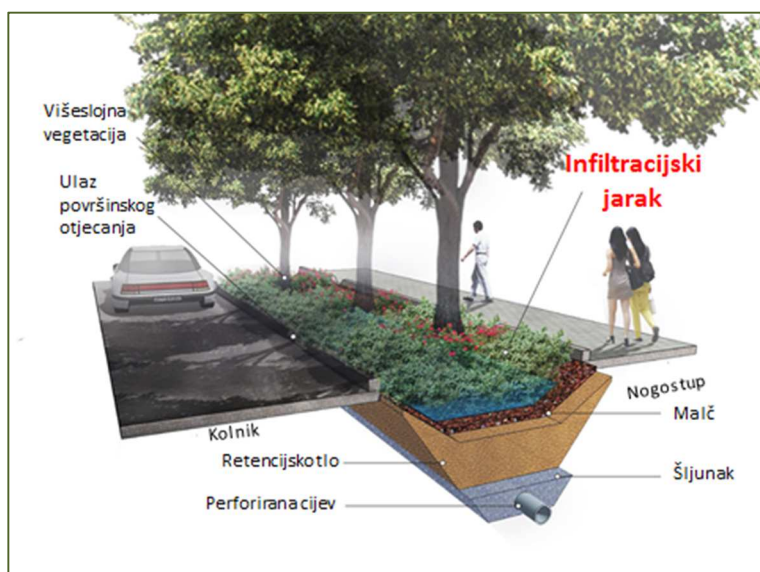 Višeslojna
vegetacija
Ulaz
površinskog
otjecanja
Infiltracijski
jarak
Nogostup
Kolnik
Malč
Retencijsko tlo
Šljunak
Perforirana cijev